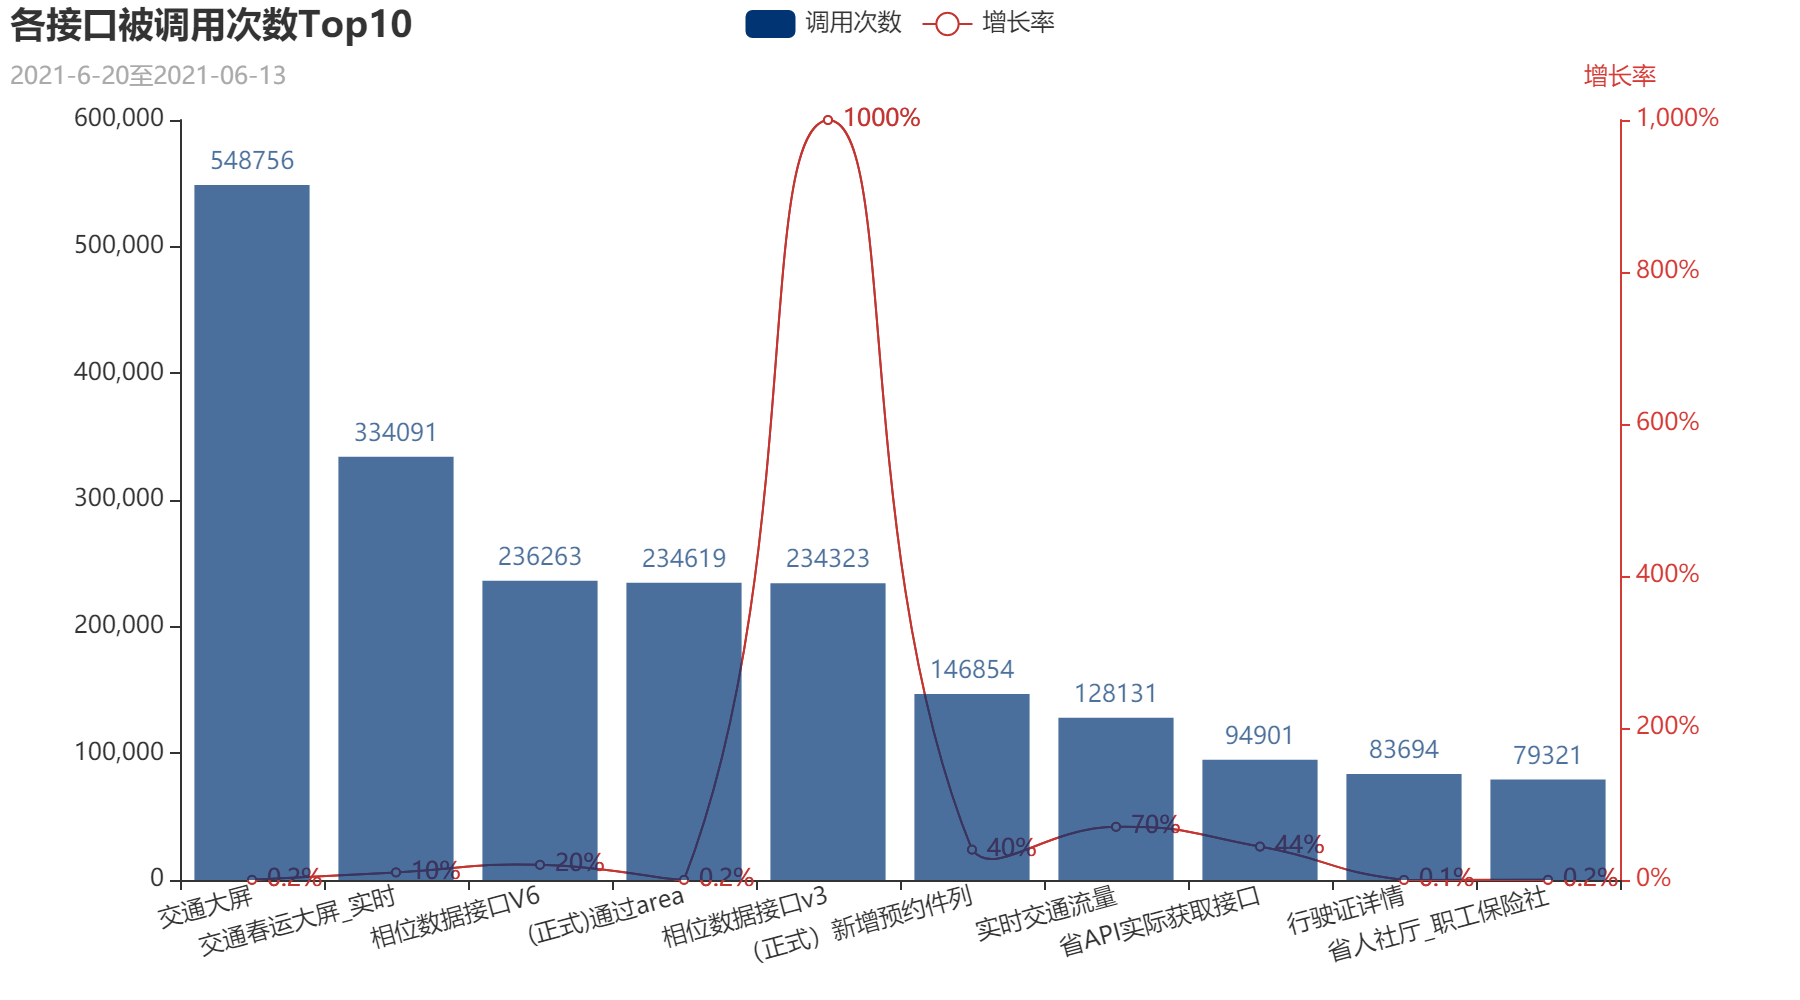 各接口被调用次数Top10
调用次数
增长率
2021-6-20至2021-06-13
增长率
600,000
500,000
400,000
300,000
200,000
100,000
0
1,000%
800%
600%
400%
200%
0%
548756
334091
236263
234619
234323
146854
128131
94901
83694
79321
0.2%
10%
20%
0.2%
1000%
40%
70%
44%
0.1%
0.2%
交通大屏
交通春运大屏_实时
相位数据接口V6
(正式)通过area
相位数据接口v3
（正式）新增预约件列
实时交通流量
省API实际获取接口
行驶证详情
省人社厅_职工保险社